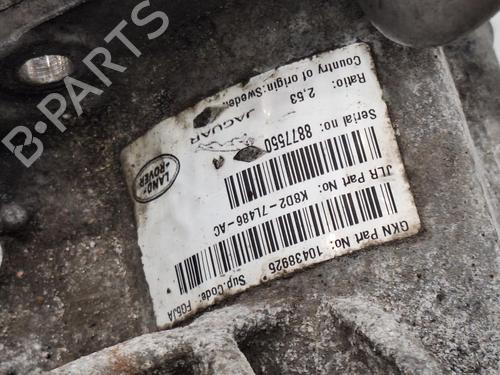 B-Parts
Country of origin: Sweden
Ratio: 2,53
JAGUAR
Serial no: 8877550
LAND-
ROVER
JLR Part No: K8D2-7L486-AC
GKN Part No: 10438926
Sup.Code: F06JA